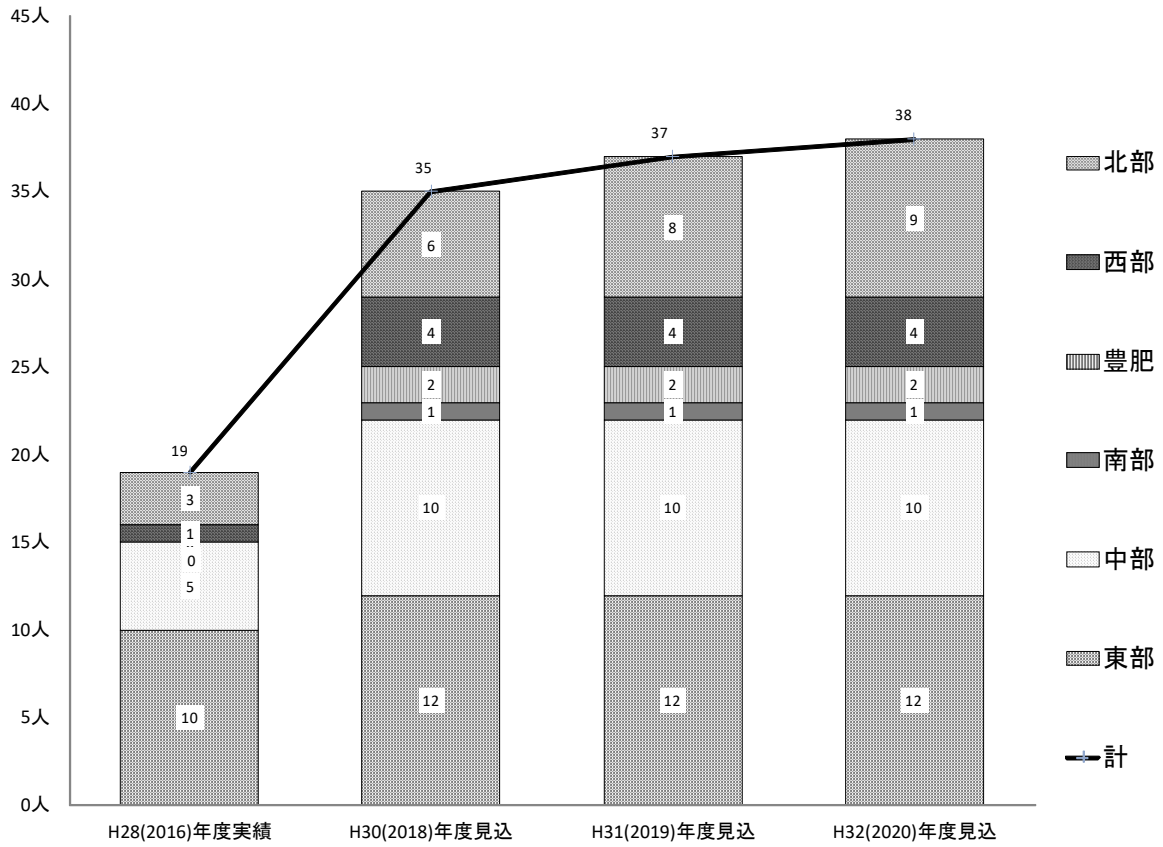 45人
40人
35人
30人
25人
20人
15人
10人
5人
0人
19
3
1
0
5
10
35
6
4
2
1
10
12
37
8
4
2
1
10
12
38
9
4
2
1
10
12
H28(2016)年度実績
H30(2018)年度見込
H31(2019)年度見込
H32(2020)年度見込
北部
西部
豊肥
南部
中部
東部
計